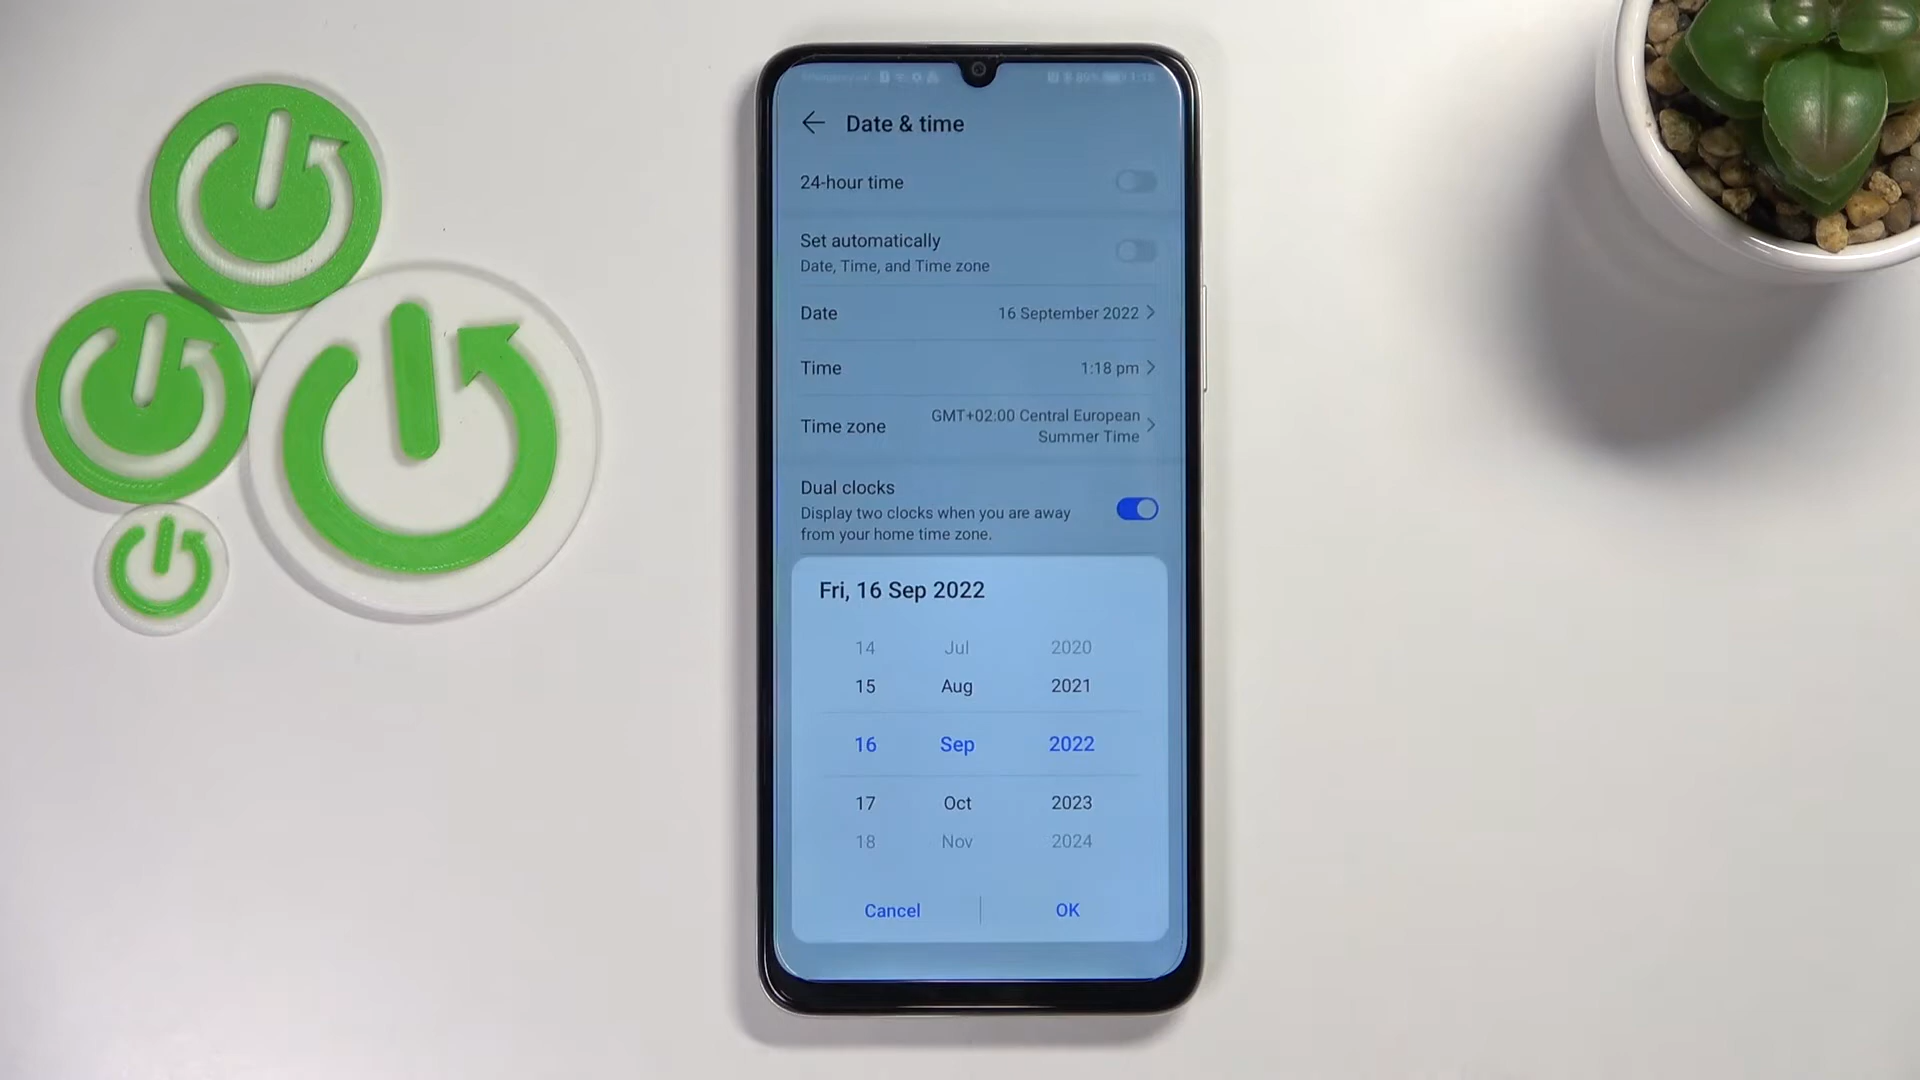 89% 1:18
Date & time
24-hour time
Set automatically
Date, Time, and Time zone
Date 16 September 2022
Time 1:18 pm
Time zone GMT+02:00 Central European
Summer Time
Dual clocks
Display two clocks when you are away
from your home time zone.
Fri, 16 Sep 2022
14 Jul 2020
15 Aug 2021
16 Sep 2022
17 Oct 2023
18 Nov 2024
Cancel OK